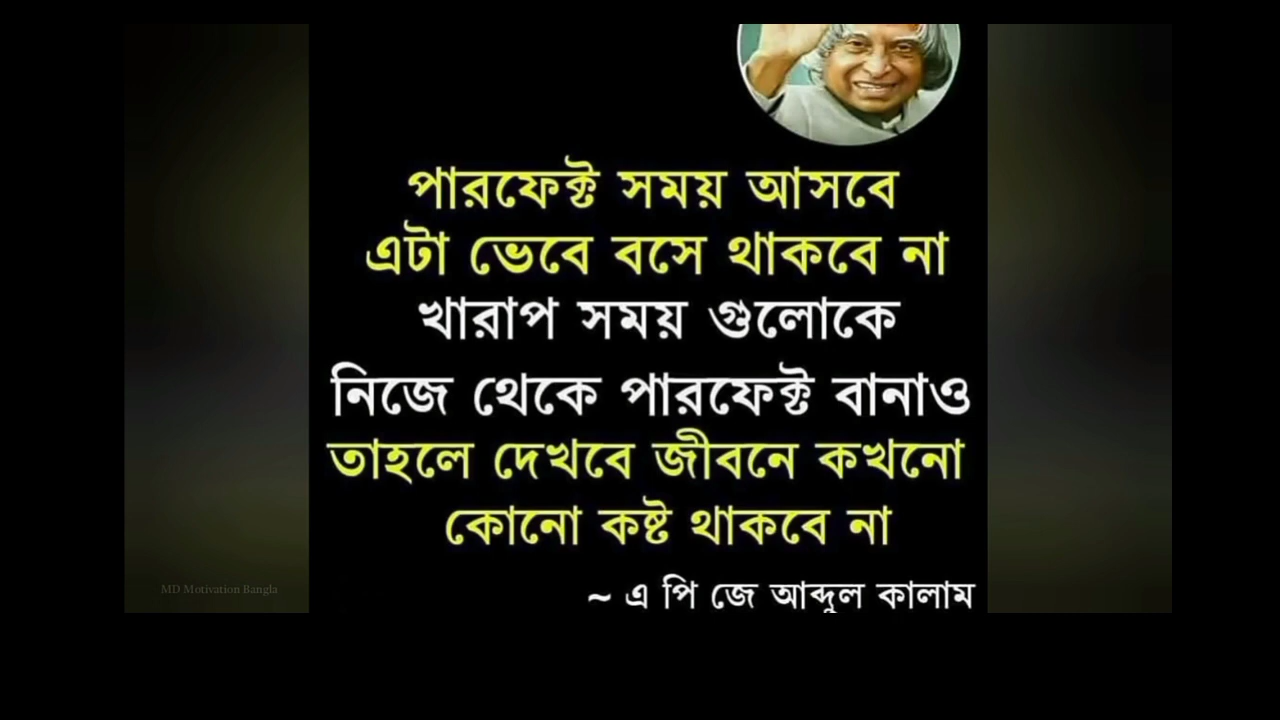 পারফেক্ট সময় আসবে
এটা ভেবে বসে থাকবে না
খারাপ সময় গুলোকে
নিজে থেকে পারফেক্ট বানাও
তাহলে দেখবে জীবনে কখনো
কোনো কষ্ট থাকবে না
~ এ পি জে আব্দুল কালাম
MD Motivation Bangla